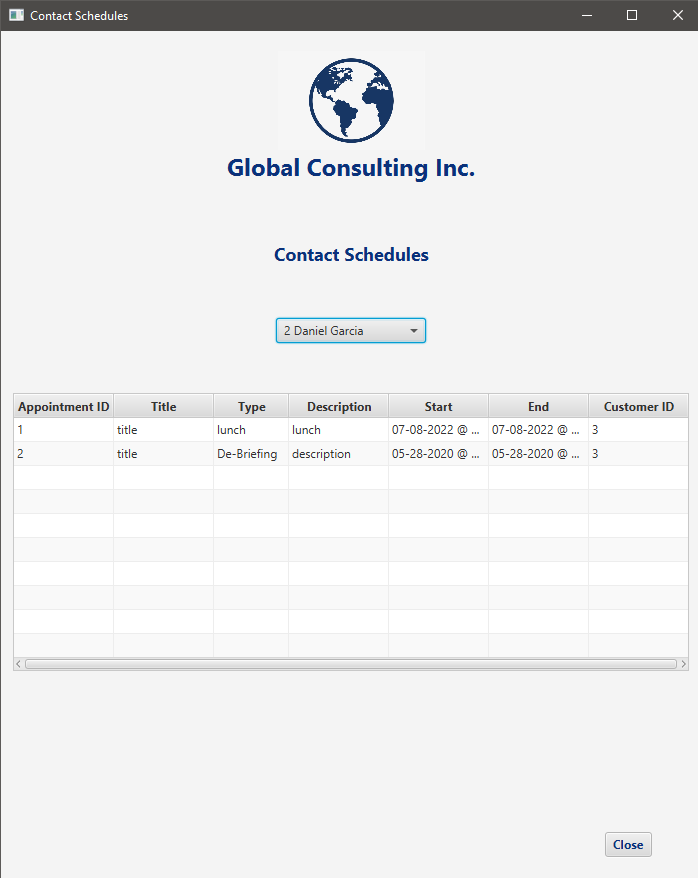 Contact Schedules
Global Consulting Inc.
Contact Schedules
2 Daniel Garcia
Appointment ID Title Type Description Start End Customer ID
1 title lunch lunch 07-08-2022 @ ... 07-08-2022 @ ... 3
2 title De-Briefing description 05-28-2020 @ ... 05-28-2020 @ ... 3
Close